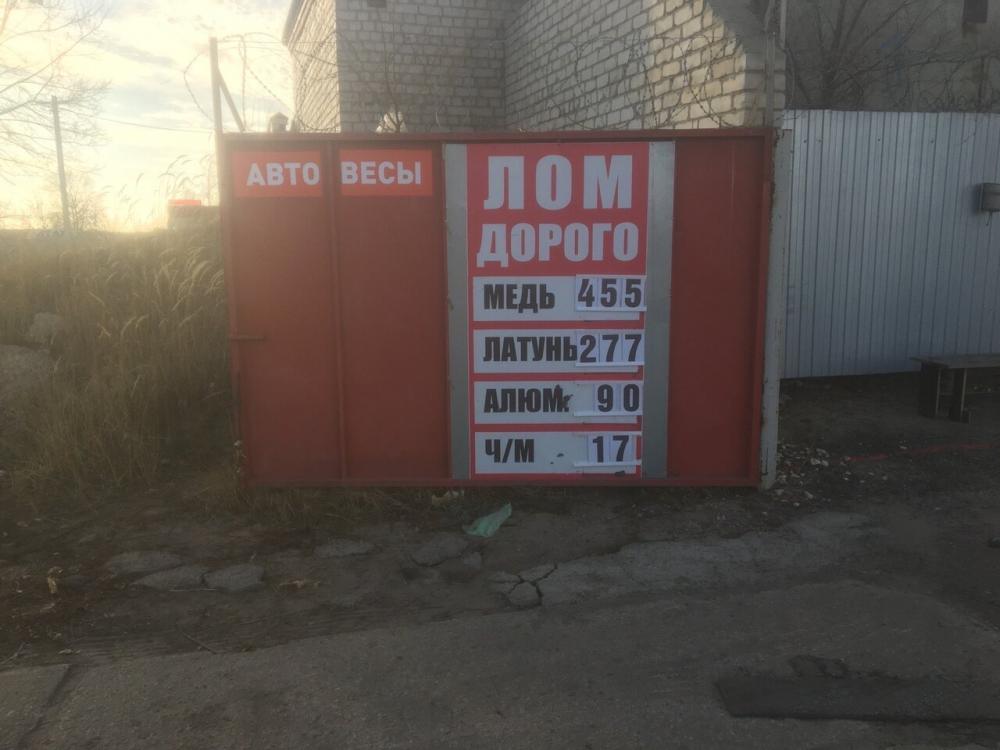 АВТО ВЕСЫ
ЛОМ
ДОРОГО
МЕДЬ 455
ЛАТУНЬ 277
АЛЮМ. 90
Ч/М 17